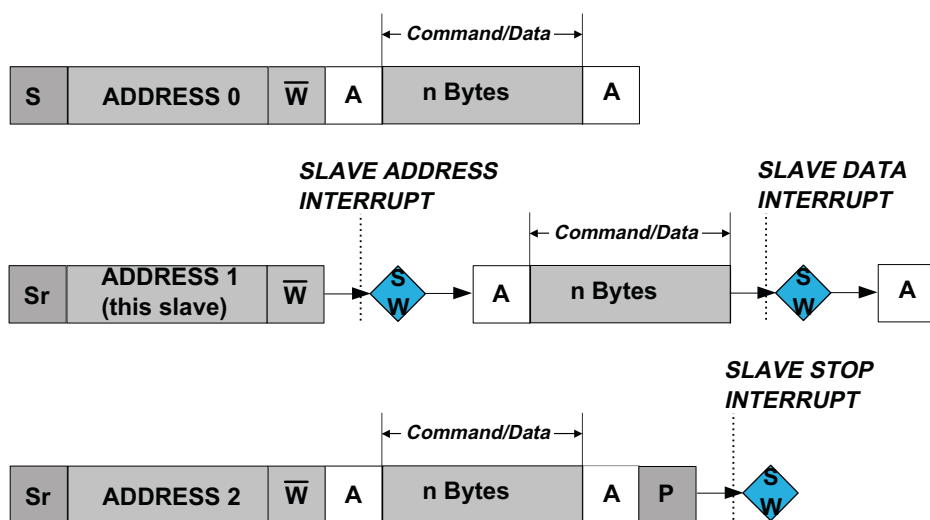 Command/Data
S ADDRESS 0 W̅ A n Bytes A
SLAVE ADDRESS
INTERRUPT
SLAVE DATA
INTERRUPT
Command/Data
Sr ADDRESS 1
(this slave) W̅ S
W A n Bytes S
W A
SLAVE STOP
INTERRUPT
Command/Data
Sr ADDRESS 2 W̅ A n Bytes A P S
W